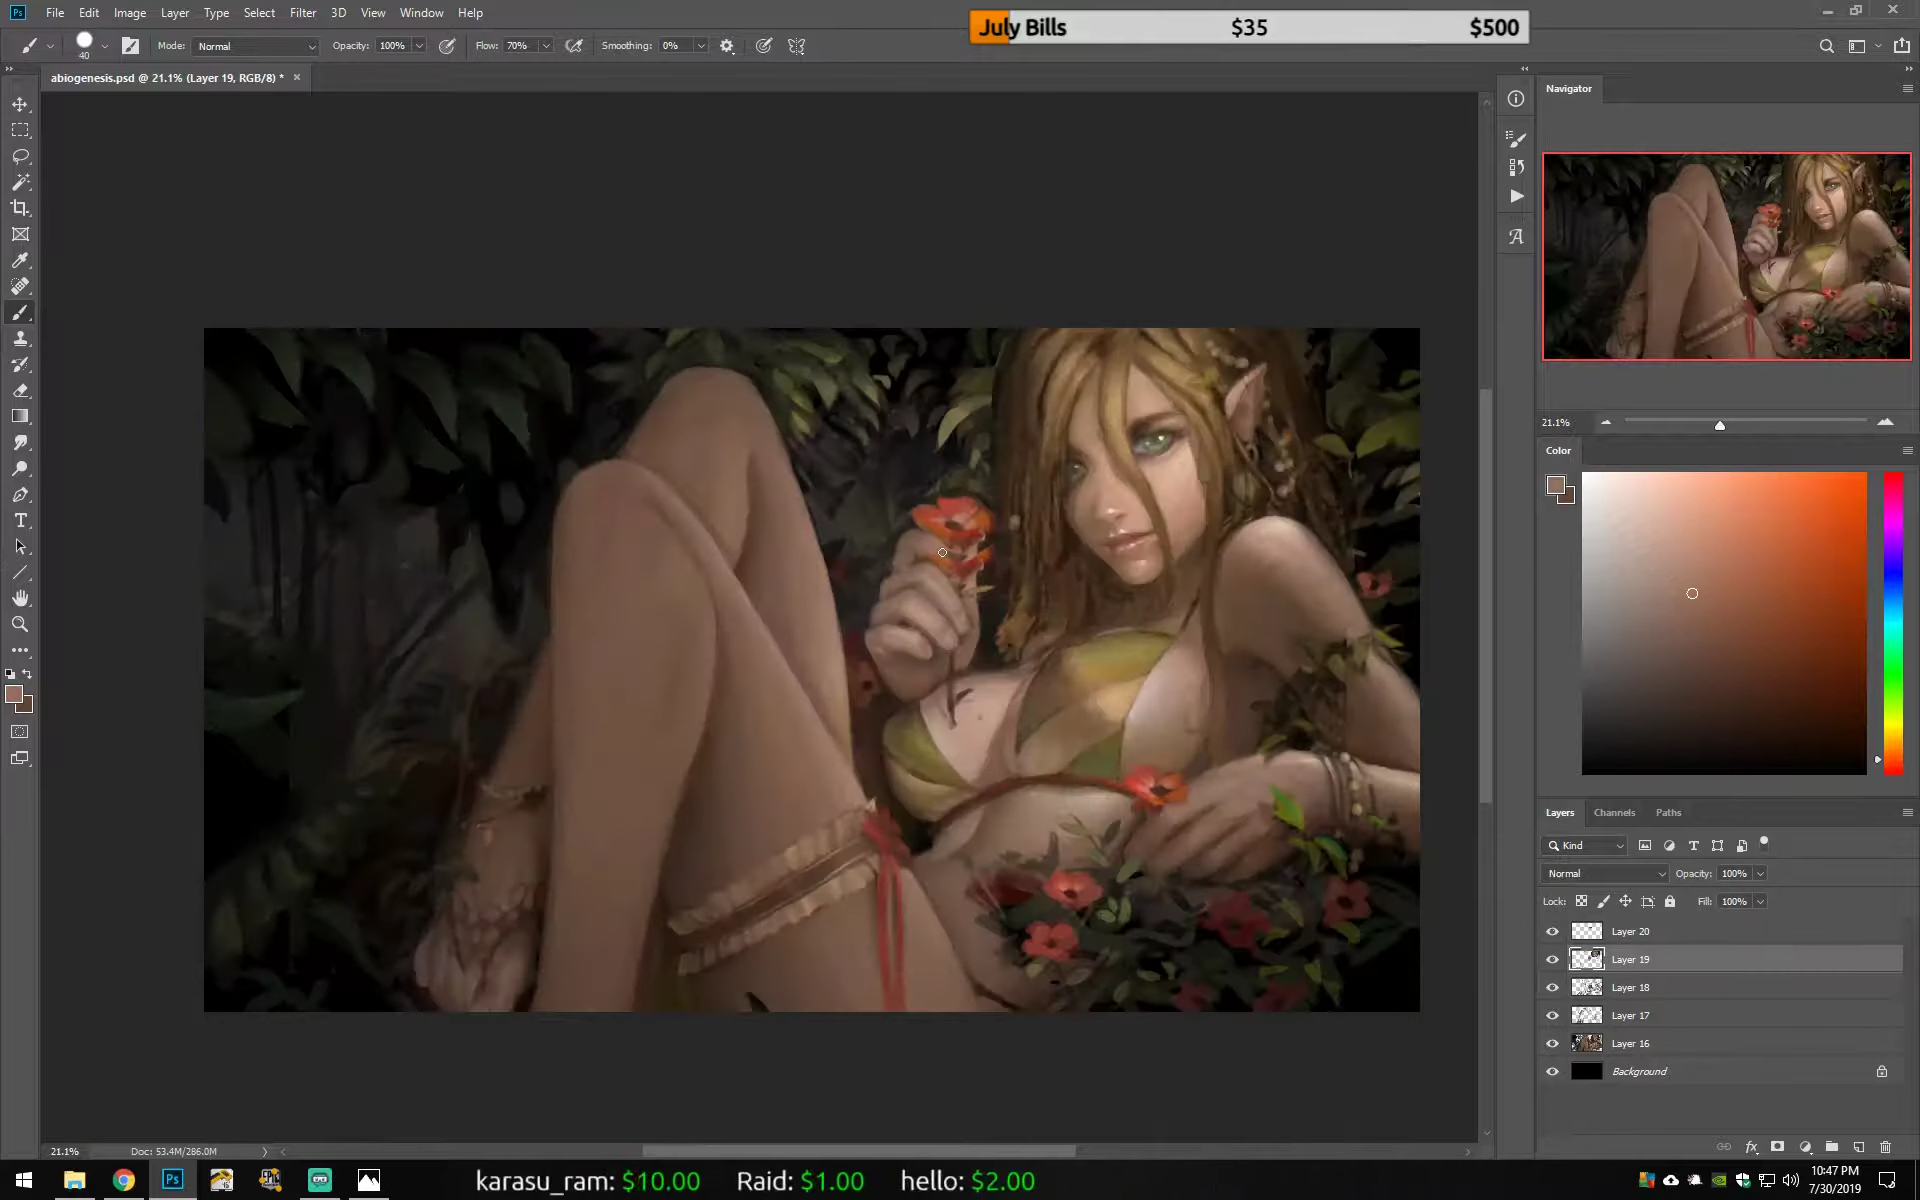 Ps File Edit Image Layer Type Select Filter 3D View Window Help
July Bills $35 $500
40 Mode: Normal Opacity: 100% Flow: 70% Smoothing: 0%
abiogenesis.psd @ 21.1% (Layer 19, RGB/8) *
Navigator
21.1%
Color
Layers Channels Paths
Kind
Normal Opacity: 100%
Lock: Fill: 100%
Layer 20
Layer 19
Layer 18
Layer 17
Layer 16
Background
21.1% Doc: 53.4M/286.0M
karasu_ram: $10.00 Raid: $1.00 hello: $2.00
10:47 PM
7/30/2019